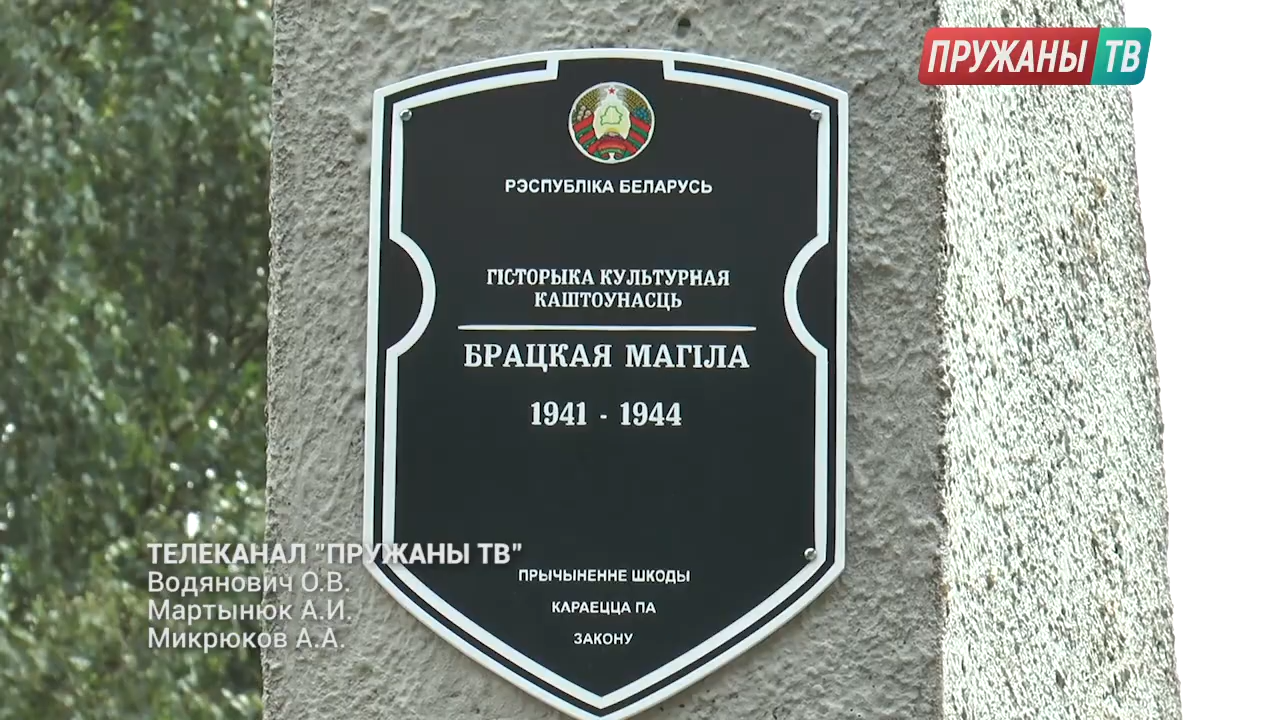 ПРУЖАНЫ ТВ
РЭСПУБЛІКА БЕЛАРУСЬ
ГІСТОРЫКА КУЛЬТУРНАЯ
КАШТОУНАСЦЬ
БРАЦКАЯ МАГІЛА
1941 - 1944
ПРЫЧЫНЕННЕ ШКОДЫ
КАРАЕЦЦА ПА
ЗАКОНУ
ТЕЛЕКАНАЛ "ПРУЖАНЫ ТВ"
Водянович О.В.
Мартынюк А.И.
Микрюков А.А.